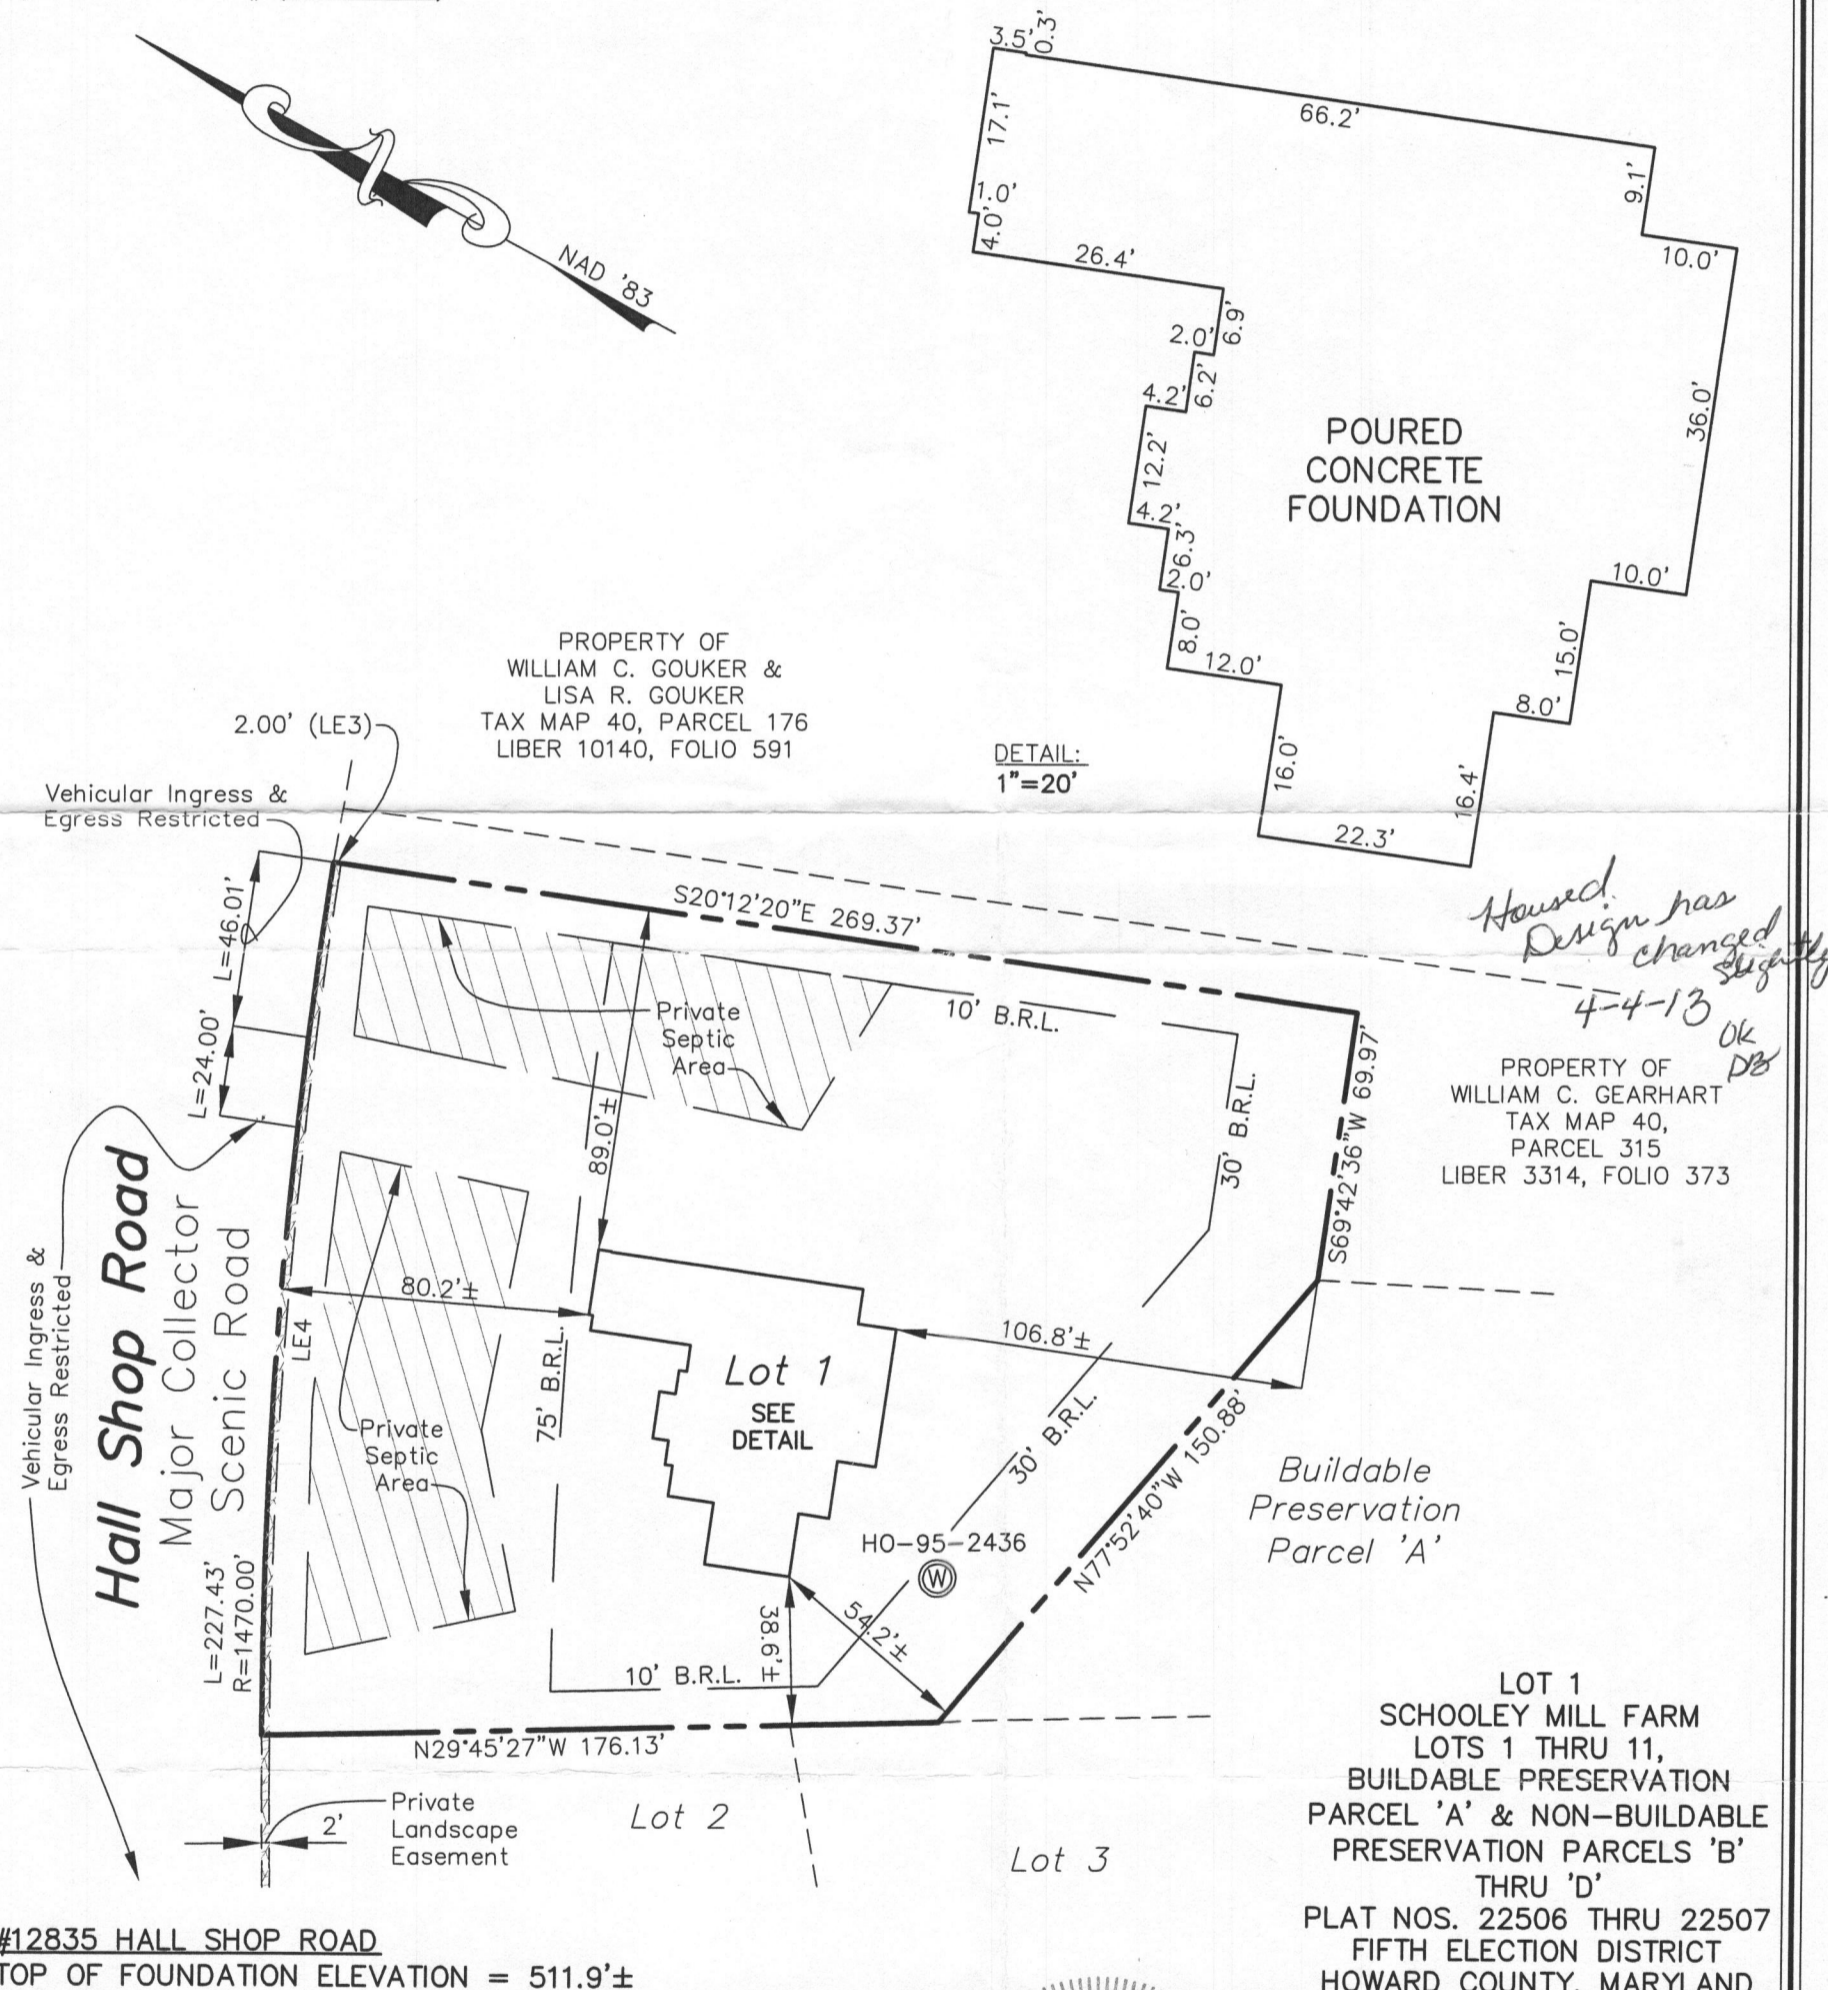 NAD '83
3.5'
0.3'
66.2'
17.1'
1.0'
4.0'
26.4'
9.1'
10.0'
6.9'
2.0'
6.2'
4.2'
12.2'
4.2'
6.3'
2.0'
8.0'
12.0'
16.0'
22.3'
16.4'
8.0'
15.0'
10.0'
36.0'
POURED
CONCRETE
FOUNDATION
DETAIL:
1"=20'
PROPERTY OF
WILLIAM C. GOUKER &
LISA R. GOUKER
TAX MAP 40, PARCEL 176
LIBER 10140, FOLIO 591
2.00' (LE3)
Vehicular Ingress &
Egress Restricted
L=46.01'
L=24.00'
S20°12'20"E 269.37'
Housed.
Design has
changed
slightly
4-4-13
OK
DB
PROPERTY OF
WILLIAM C. GEARHART
TAX MAP 40,
PARCEL 315
LIBER 3314, FOLIO 373
Private
Septic
Area
10' B.R.L.
30' B.R.L.
S69°42'36"W 69.97'
89.0'±
80.2'±
106.8'±
LE4
75' B.R.L.
Lot 1
SEE
DETAIL
30' B.R.L.
N77°52'40"W 150.88'
Buildable
Preservation
Parcel 'A'
Hall Shop Road
Major Collector
Scenic Road
Vehicular Ingress &
Egress Restricted
L=227.43'
R=1470.00'
Private
Septic
Area
HO-95-2436
W
54.2'±
38.6'±
10' B.R.L.
N29°45'27"W 176.13'
2'
Private
Landscape
Easement
Lot 2
Lot 3
LOT 1
SCHOOLEY MILL FARM
LOTS 1 THRU 11,
BUILDABLE PRESERVATION
PARCEL 'A' & NON-BUILDABLE
PRESERVATION PARCELS 'B'
THRU 'D'
PLAT NOS. 22506 THRU 22507
FIFTH ELECTION DISTRICT
HOWARD COUNTY, MARYLAND
#12835 HALL SHOP ROAD
TOP OF FOUNDATION ELEVATION = 511.9'±